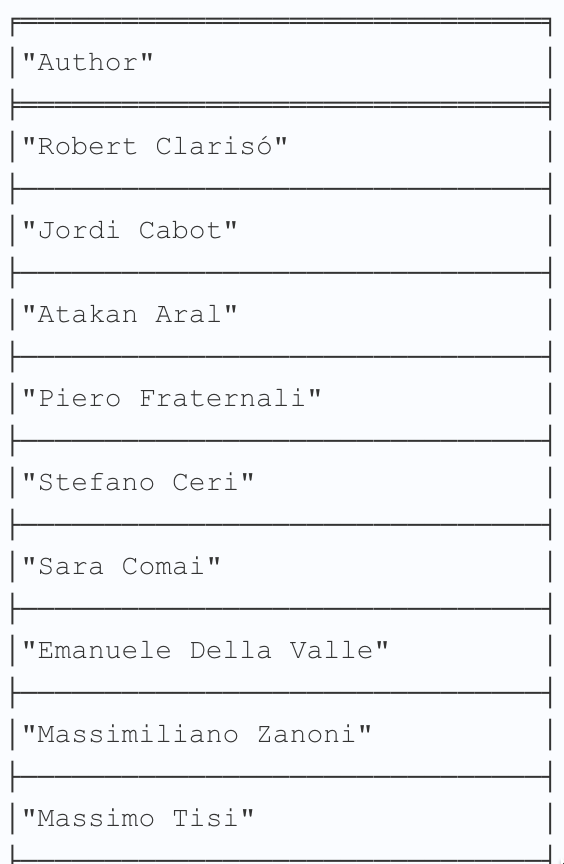 "Author"
"Robert Clarisó"
"Jordi Cabot"
"Atakan Aral"
"Piero Fraternali"
"Stefano Ceri"
"Sara Comai"
"Emanuele Della Valle"
"Massimiliano Zanoni"
"Massimo Tisi"